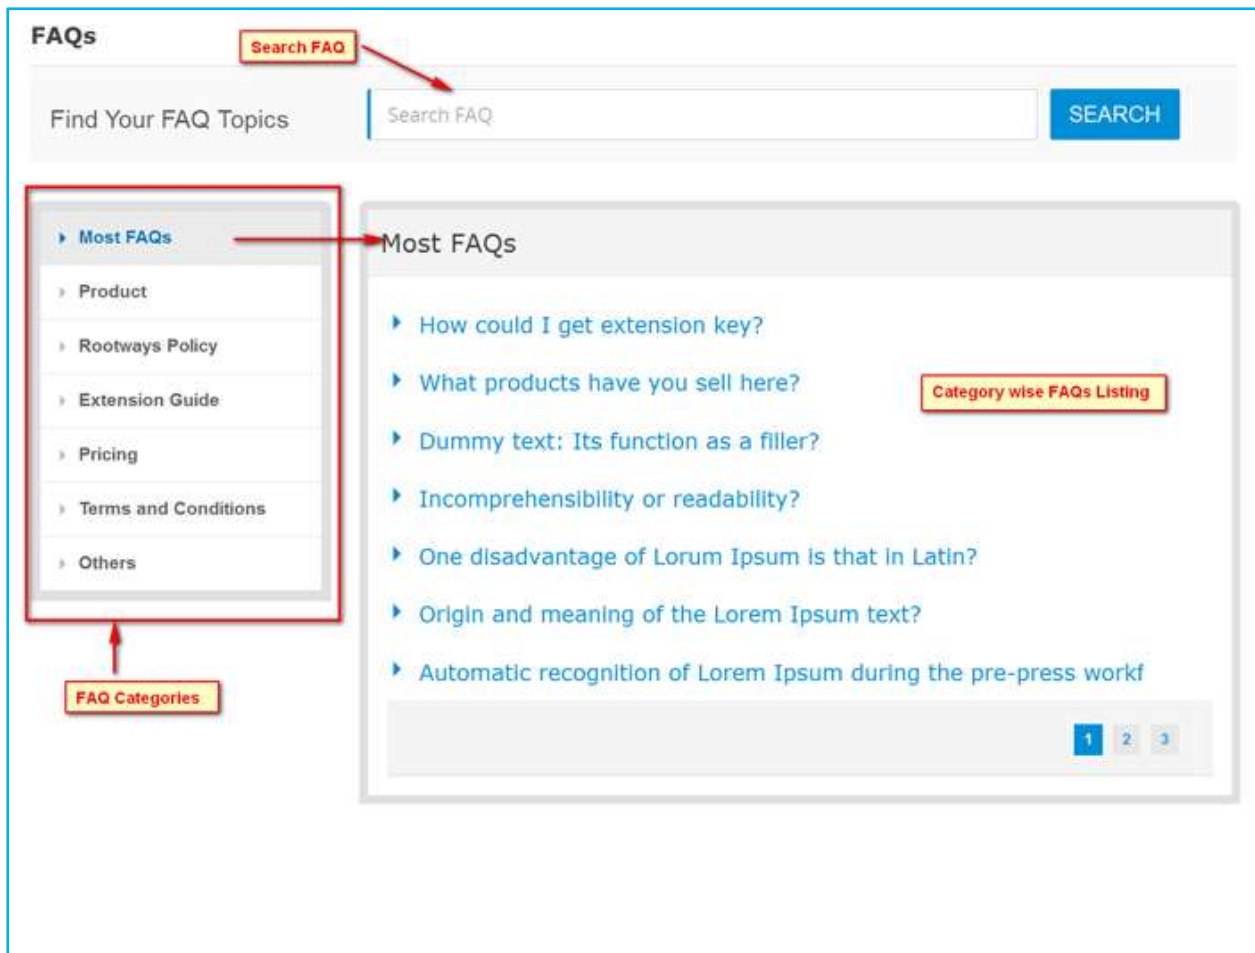 FAQs
Search FAQ
Find Your FAQ Topics
Search FAQ
SEARCH
Most FAQs
Product
Rootways Policy
Extension Guide
Pricing
Terms and Conditions
Others
FAQ Categories
Most FAQs
How could I get extension key?
What products have you sell here?
Category wise FAQs Listing
Dummy text: Its function as a filler?
Incomprehensibility or readability?
One disadvantage of Lorum Ipsum is that in Latin?
Origin and meaning of the Lorem Ipsum text?
Automatic recognition of Lorem Ipsum during the pre-press workf
1 2 3